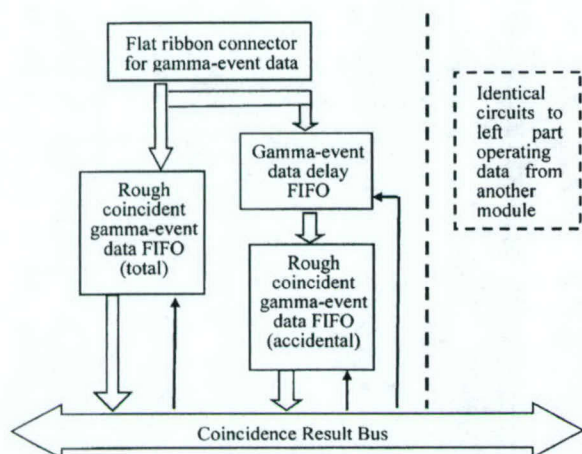 Flat ribbon connector
for gamma-event data
Rough
coincident
gamma-event
data FIFO
(total)
Gamma-event
data delay
FIFO
Rough
coincident
gamma-event
data FIFO
(accidental)
Identical
circuits to
left part
operating
data from
another
module
Coincidence Result Bus